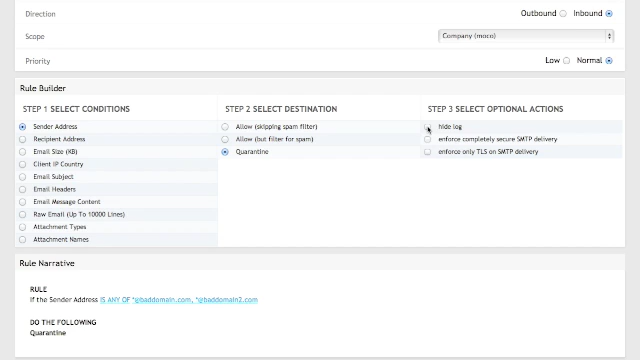 Direction Outbound Inbound
Scope Company (moco)
Priority Low Normal
Rule Builder
STEP 1 SELECT CONDITIONS
Sender Address
Recipient Address
Email Size (KB)
Client IP Country
Email Subject
Email Headers
Email Message Content
Raw Email (Up To 10000 Lines)
Attachment Types
Attachment Names
STEP 2 SELECT DESTINATION
Allow (skipping spam filter)
Allow (but filter for spam)
Quarantine
STEP 3 SELECT OPTIONAL ACTIONS
hide log
enforce completely secure SMTP delivery
enforce only TLS on SMTP delivery
Rule Narrative
RULE
If the Sender Address IS ANY OF *@baddomain.com, *@baddomain2.com
DO THE FOLLOWING
Quarantine